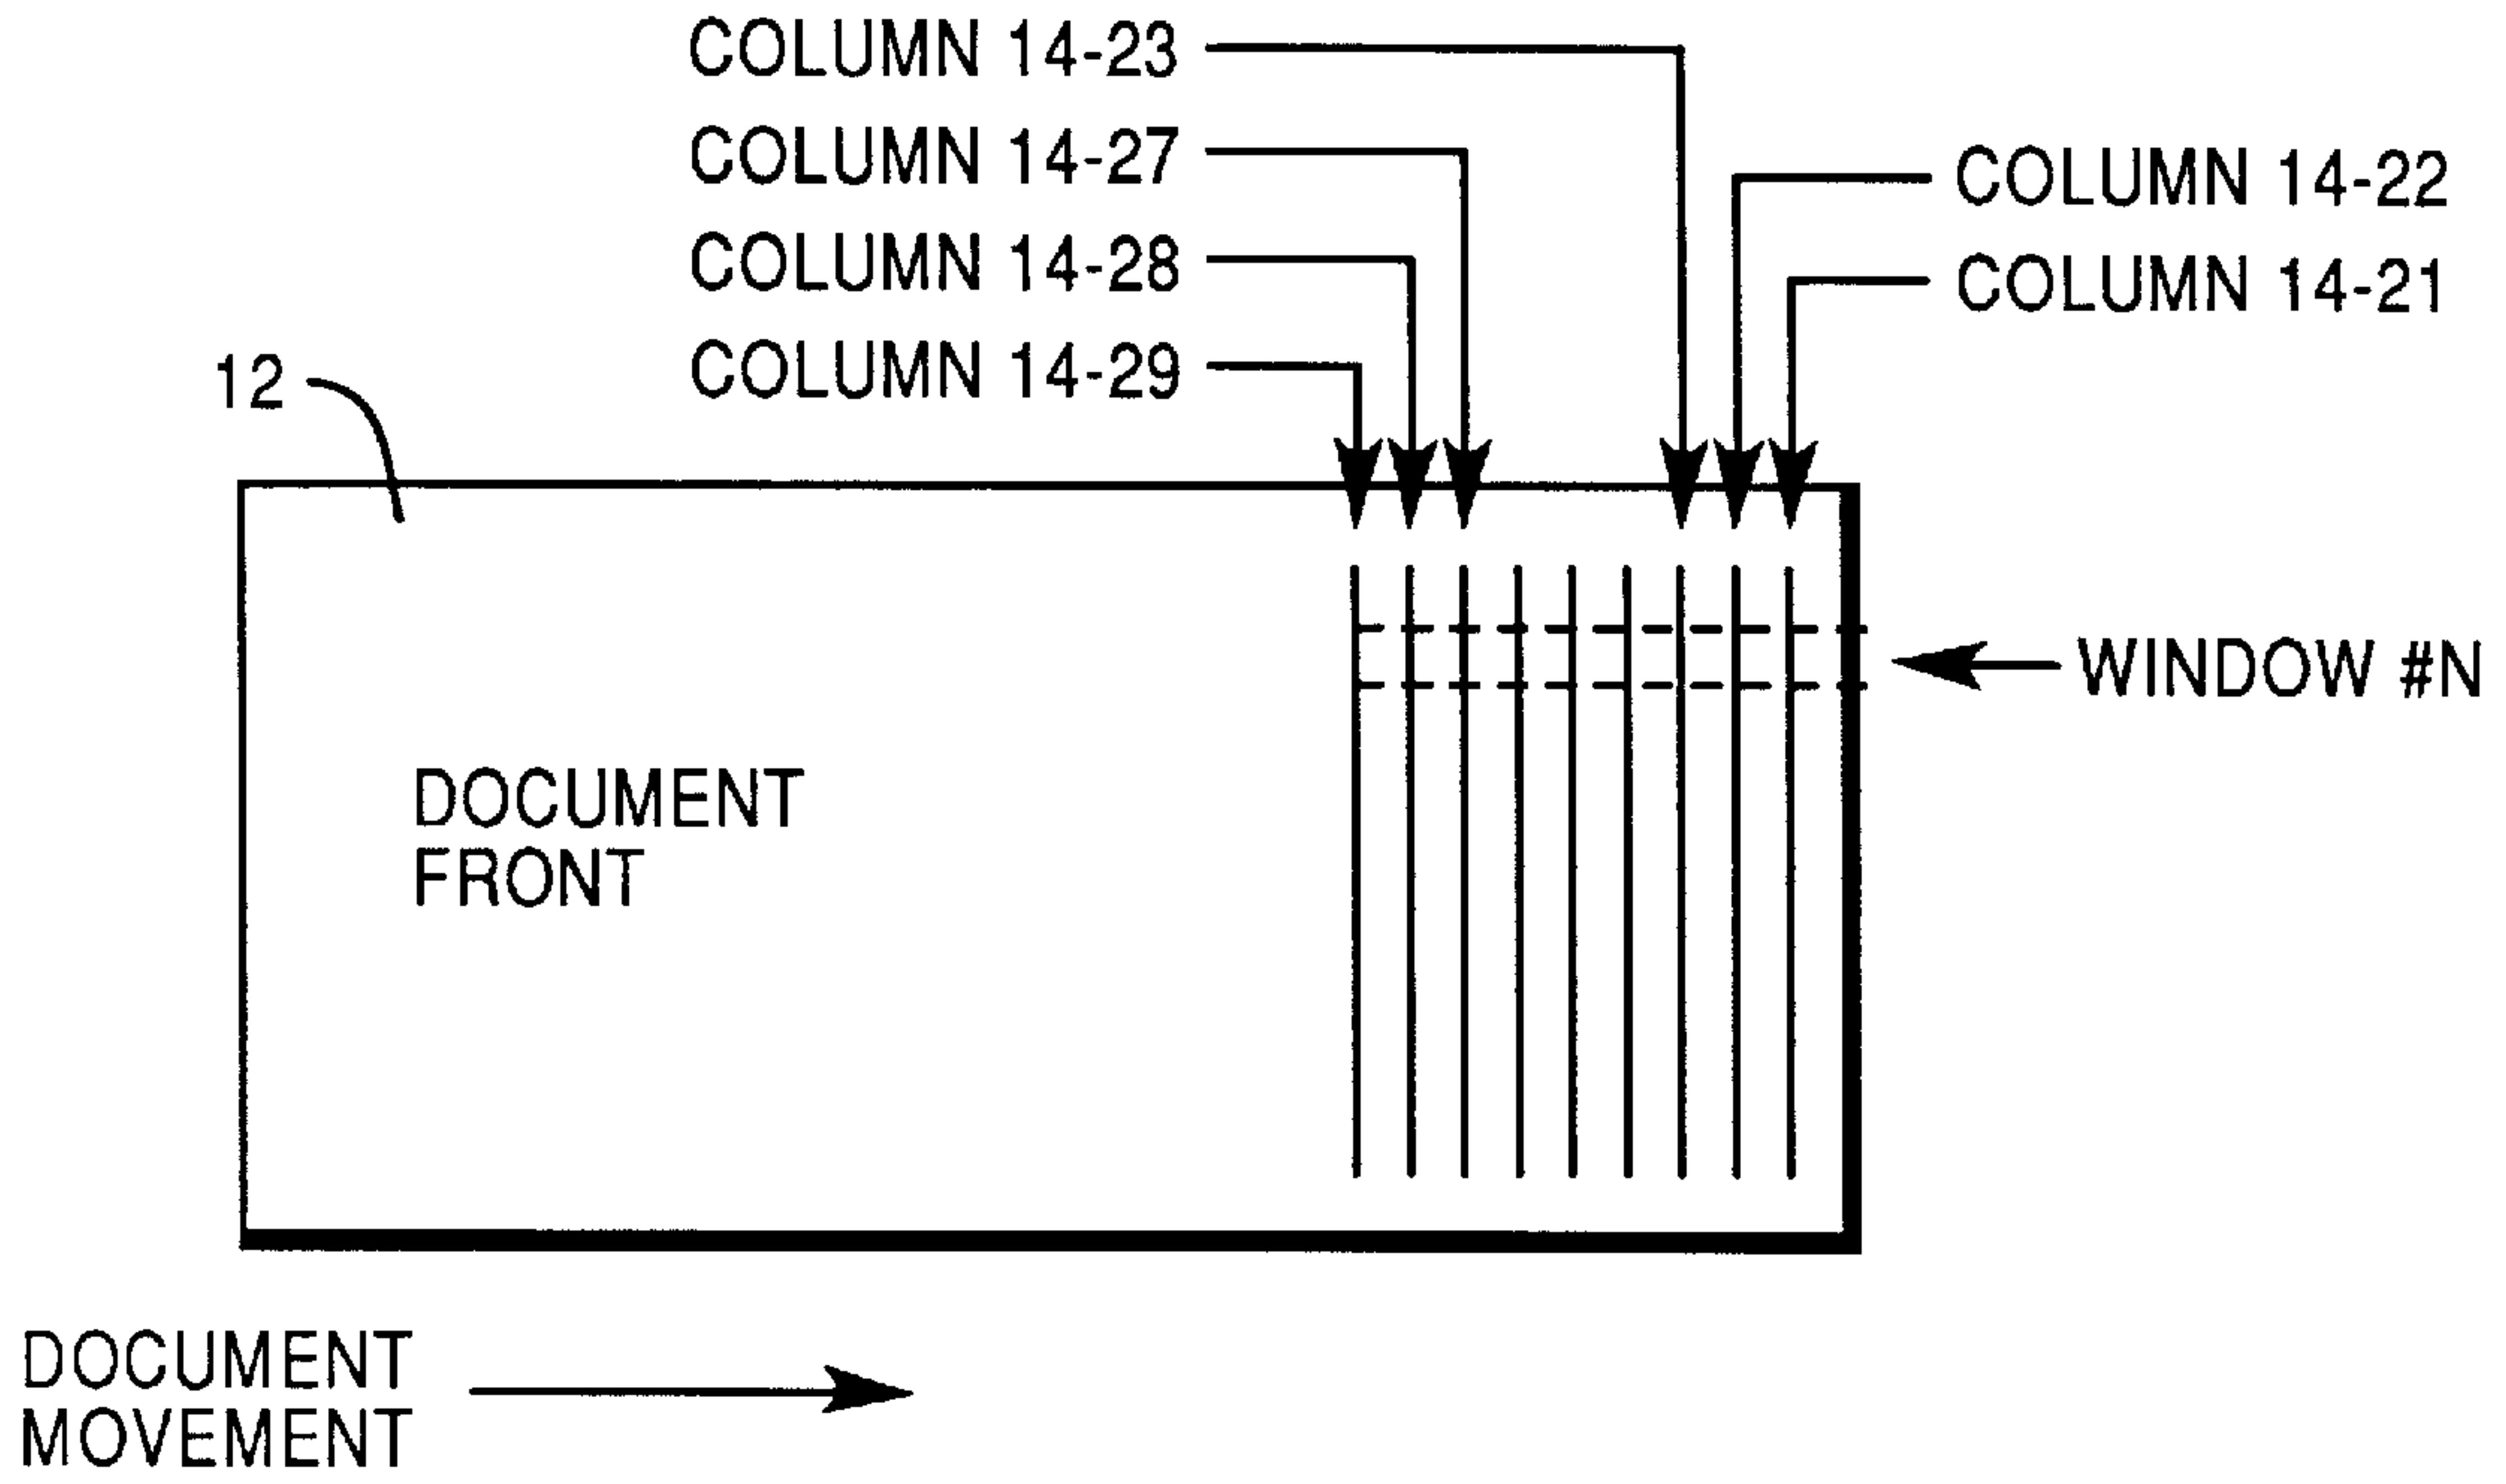 COLUMN 14-23
COLUMN 14-27
COLUMN 14-28
COLUMN 14-29
COLUMN 14-22
COLUMN 14-21
12
WINDOW #N
DOCUMENT
FRONT
DOCUMENT
MOVEMENT